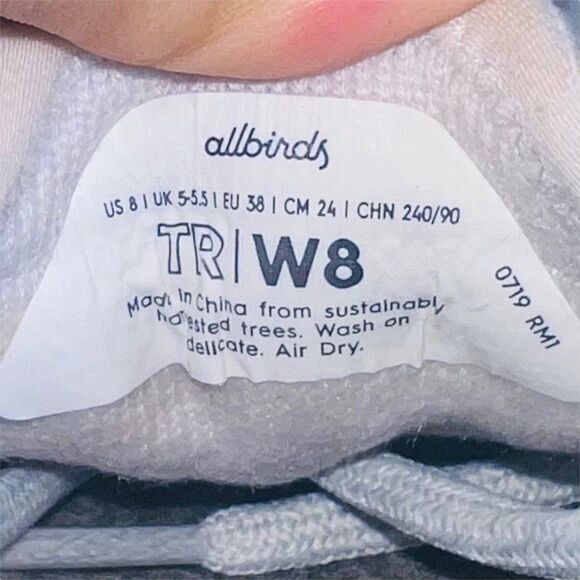 allbirds
US 8 | UK 5-5.5 | EU 38 | CM 24 | CHN 240/90
TR | W8
Made in China from sustainably
harvested trees. Wash on
delicate. Air Dry.
0719 RM1